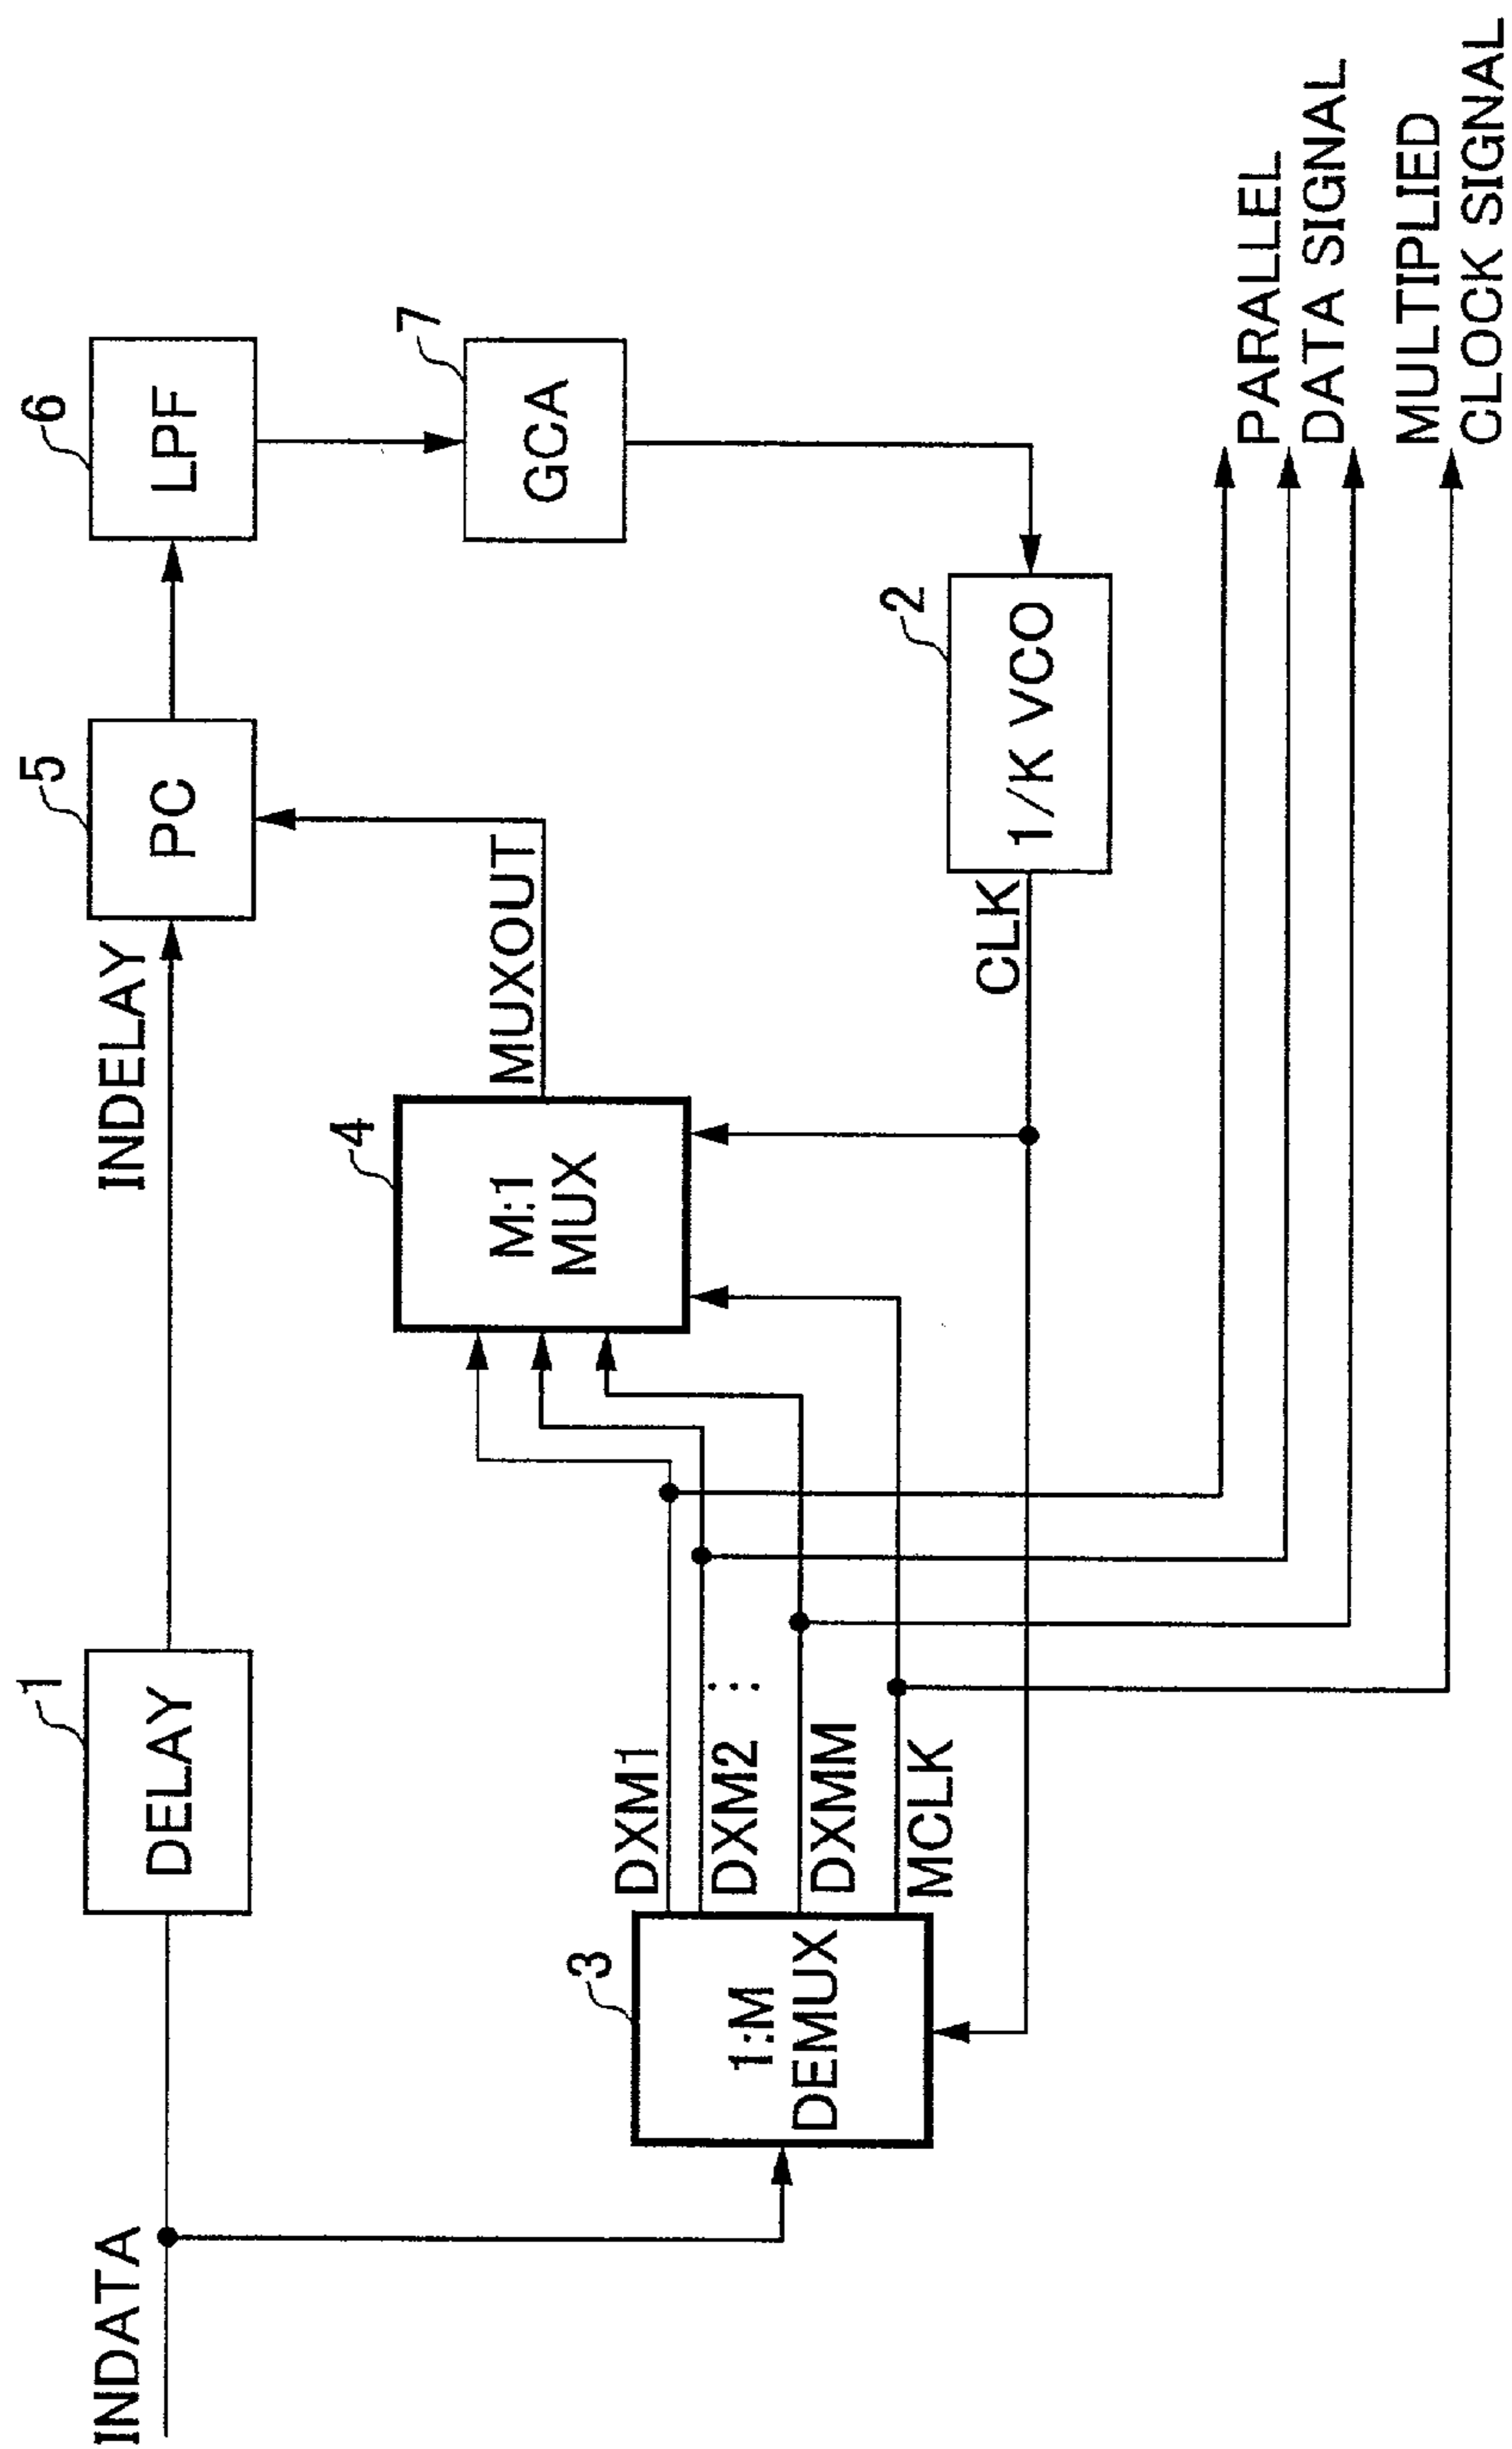 INDATA
1
DELAY
INDELAY
5
PC
6
LPF
7
GCA
3
1:M
DEMUX
DXM1
DXM2
:
DXMM
MCLK
4
M:1
MUX
MUXOUT
CLK
2
1/K VCO
PARALLEL
DATA SIGNAL
MULTIPLIED
CLOCK SIGNAL